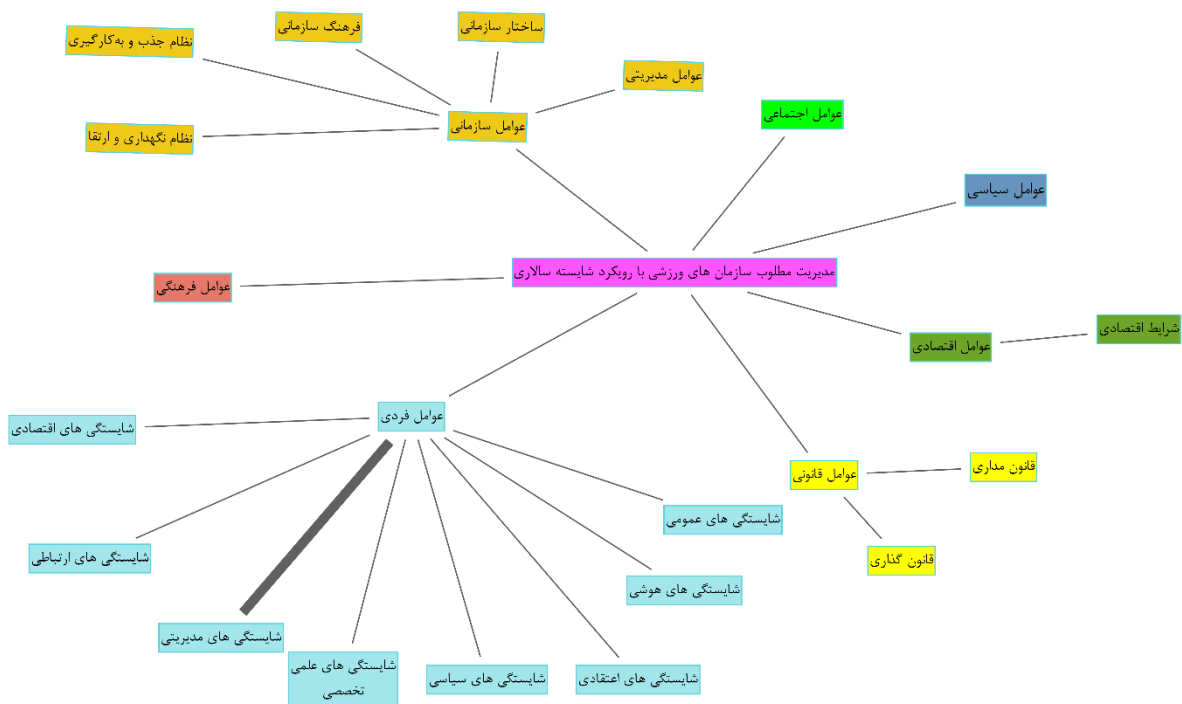 ساختار سازمانی
فرهنگ سازمانی
نظام جذب و به‌کارگیری
عوامل مدیریتی
عوامل اجتماعی
عوامل سازمانی
نظام نگهداری و ارتقا
عوامل سیاسی
مدیریت مطلوب سازمان های ورزشی با رویکرد شایسته سالاری
عوامل فرهنگی
شرایط اقتصادی
عوامل اقتصادی
عوامل فردی
شایستگی های اقتصادی
قانون مداری
عوامل قانونی
شایستگی های عمومی
قانون گذاری
شایستگی های ارتباطی
شایستگی های هوشی
شایستگی های مدیریتی
شایستگی های علمی
تخصصی
شایستگی های سیاسی
شایستگی های اعتقادی